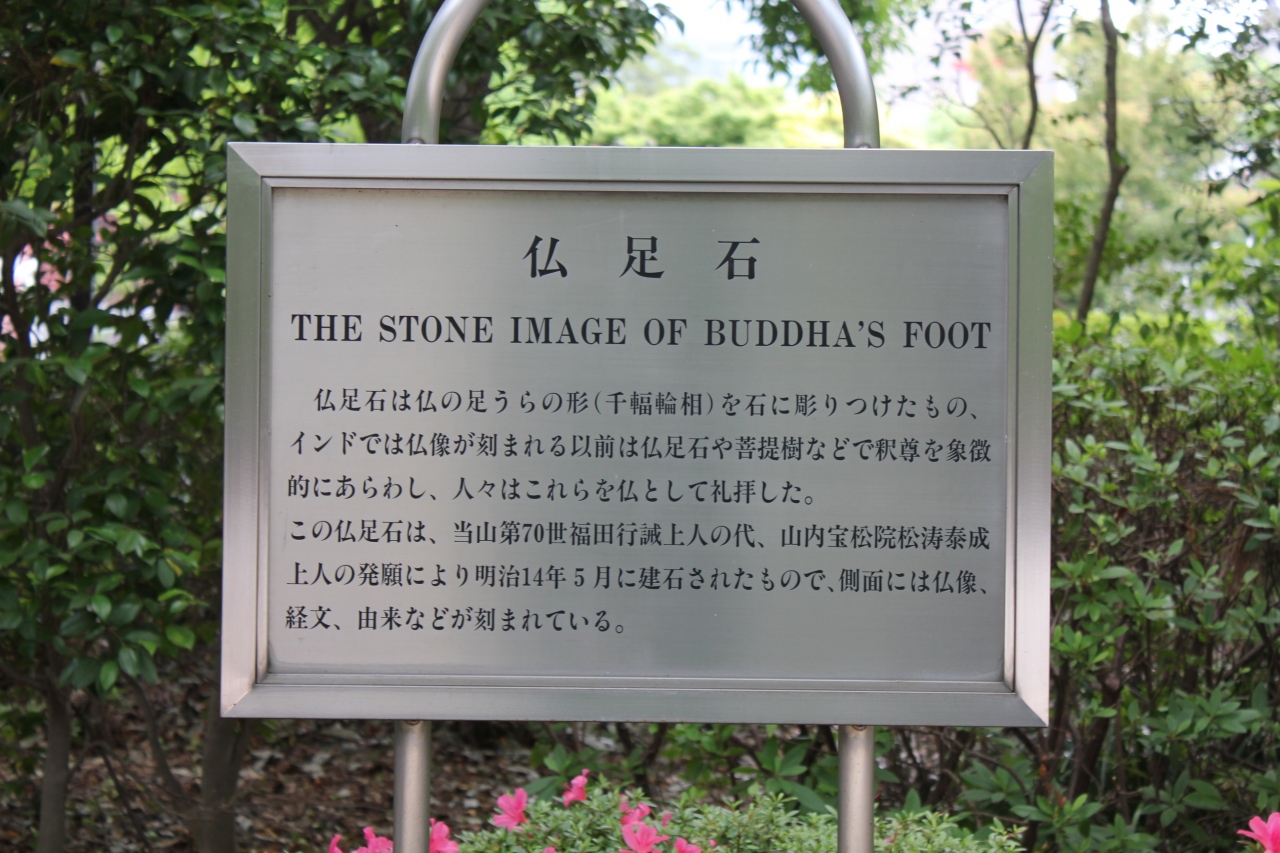 仏足石
THE STONE IMAGE OF BUDDHA'S FOOT
仏足石は仏の足うらの形(千輻輪相)を石に彫りつけたもの、
インドでは仏像が刻まれる以前は仏足石や菩提樹などで釈尊を象徴
的にあらわし、人々はこれらを仏として礼拝した。
この仏足石は、当山第70世福田行誡上人の代、山内宝松院松涛泰成
上人の発願により明治14年5月に建石されたもので、側面には仏像、
経文、由来などが刻まれている。